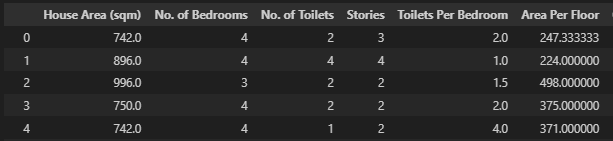 House Area (sqm) No. of Bedrooms No. of Toilets Stories Toilets Per Bedroom Area Per Floor
0 742.0 4 2 3 2.0 247.333333
1 896.0 4 4 4 1.0 224.000000
2 996.0 3 2 2 1.5 498.000000
3 750.0 4 2 2 2.0 375.000000
4 742.0 4 1 2 4.0 371.000000